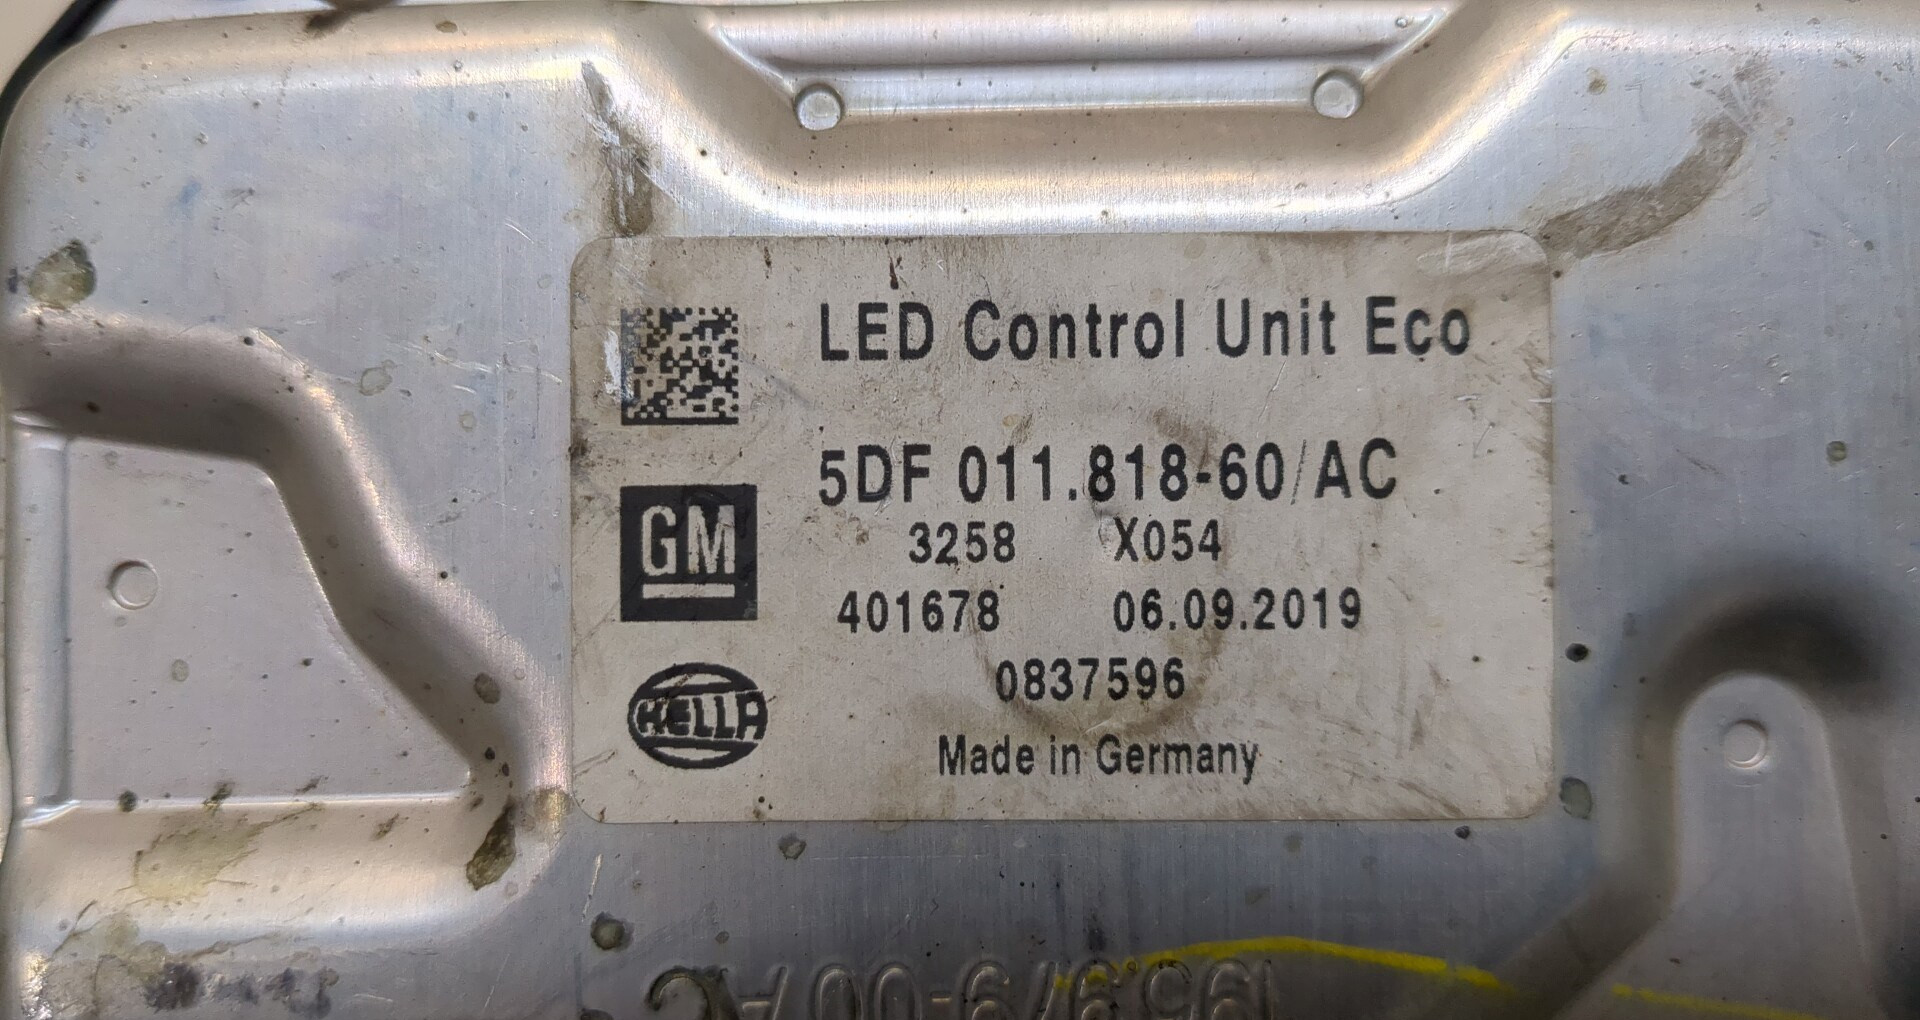 LED Control Unit Eco
5DF 011.818-60/AC
GM
3258 X054
401678 06.09.2019
0837596
HELLA
Made in Germany